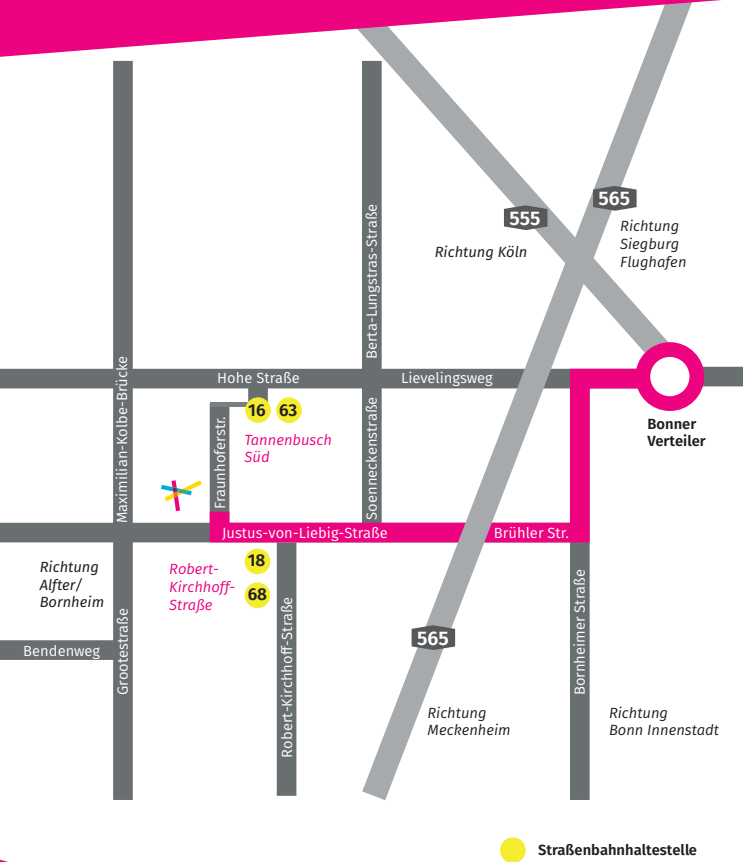 565
555
Richtung
Siegburg
Flughafen
Richtung Köln
Berta-Lungstras-Straße
Maximilian-Kolbe-Brücke
Hohe Straße
Lievelingsweg
16
63
Tannenbusch
Süd
Fraunhoferstr.
Soenneckenstraße
Bonner
Verteiler
Justus-von-Liebig-Straße
Brühler Str.
Richtung
Alfter/
Bornheim
Robert-
Kirchhoff-
Straße
18
68
Bendenweg
Grootestraße
Robert-Kirchhoff-Straße
565
Bornheimer Straße
Richtung
Meckenheim
Richtung
Bonn Innenstadt
Straßenbahnhaltestelle